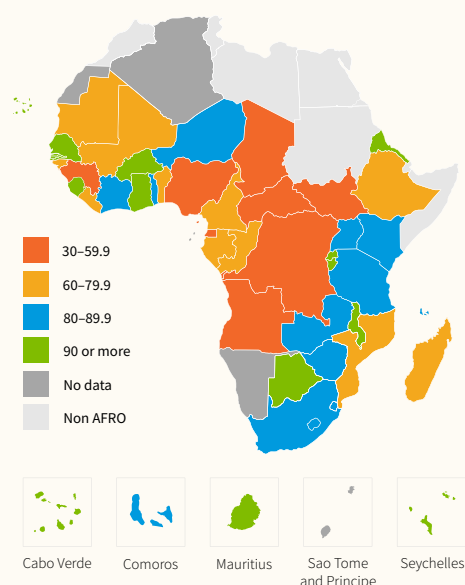 30–59.9
60–79.9
80–89.9
90 or more
No data
Non AFRO
Cabo Verde
Comoros
Mauritius
Sao Tome
and Principe
Seychelles